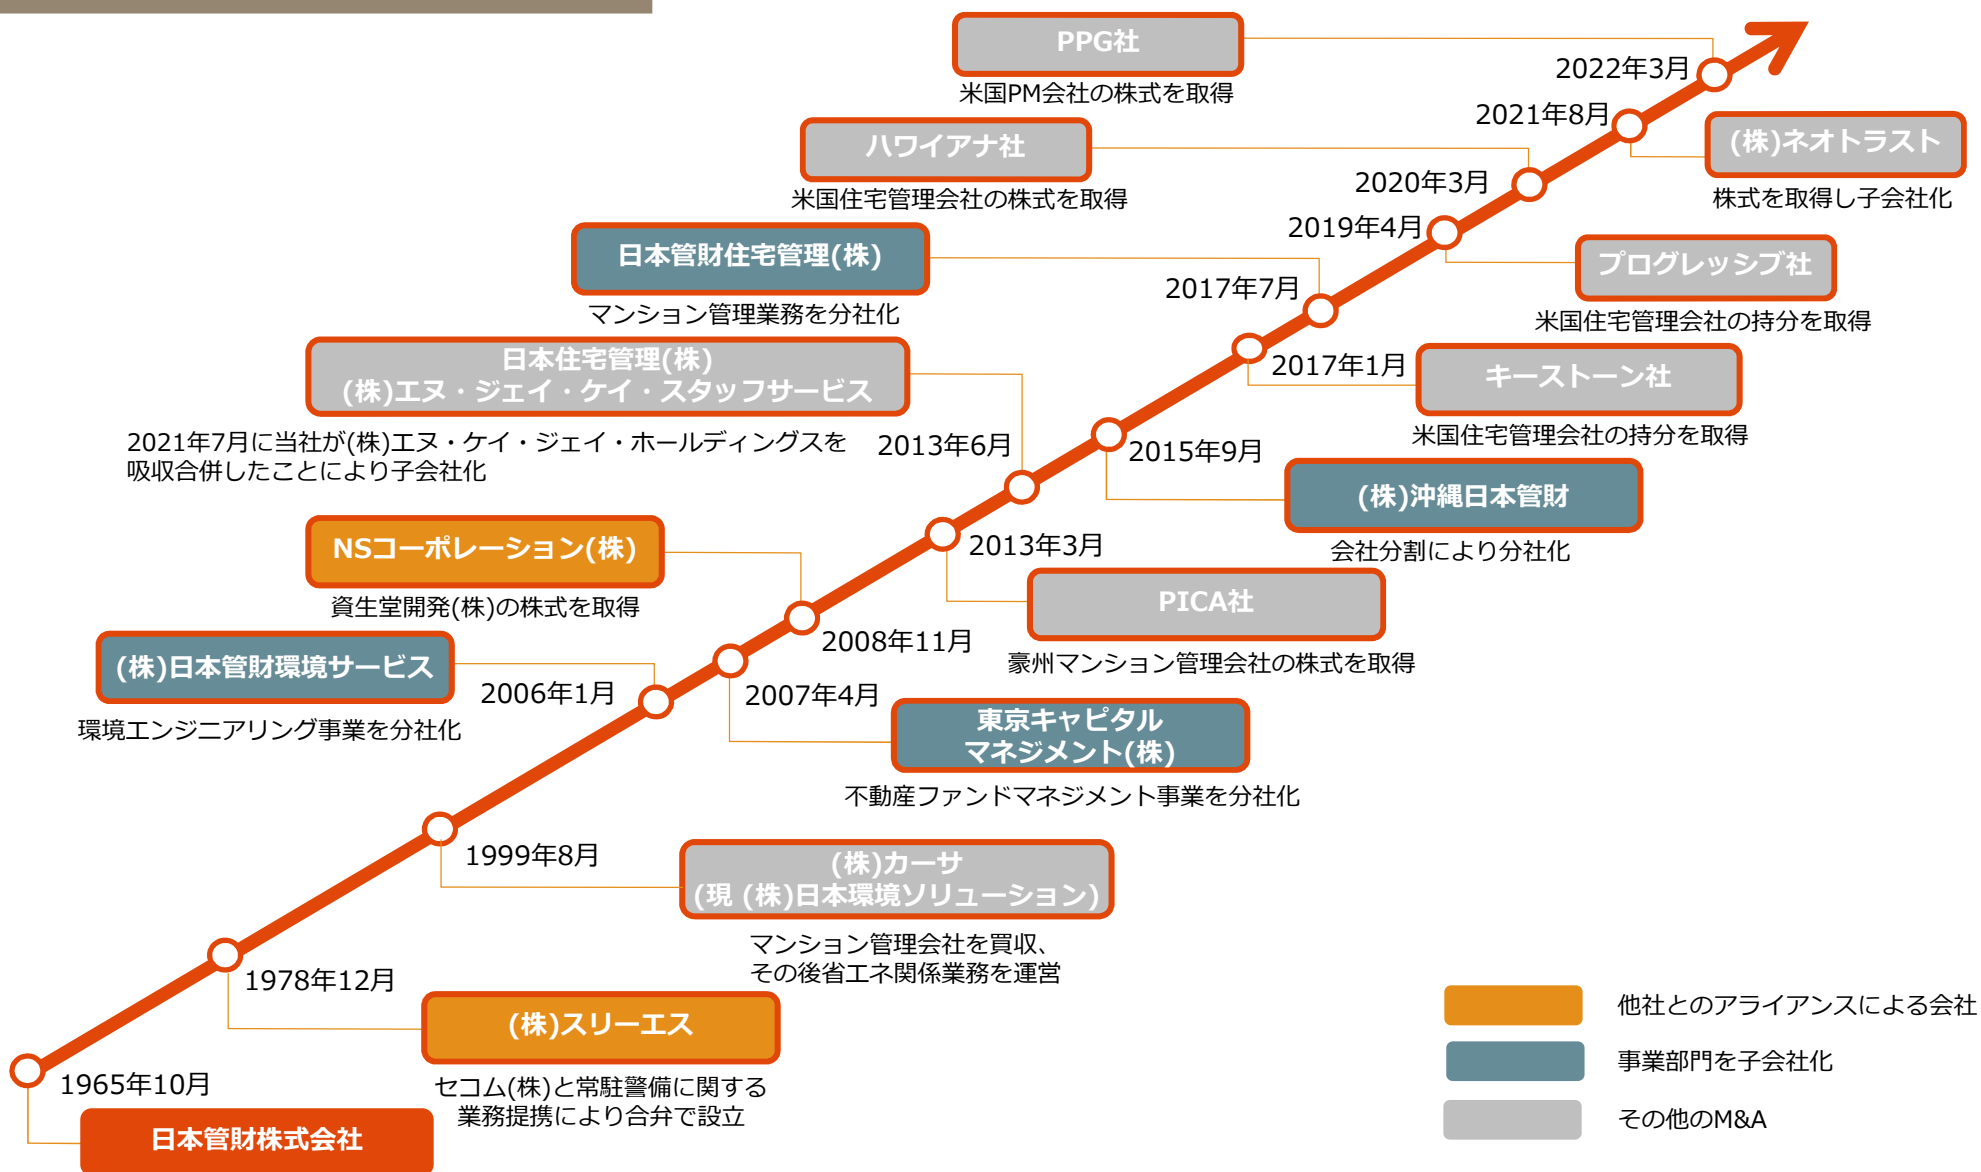 PPG社
米国PM会社の株式を取得
2022年3月
2021年8月
(株)ネオトラスト
株式を取得し子会社化
ハワイアナ社
米国住宅管理会社の株式を取得
2020年3月
2019年4月
プログレッシブ社
米国住宅管理会社の持分を取得
日本管財住宅管理(株)
マンション管理業務を分社化
2017年7月
2017年1月
キーストーン社
米国住宅管理会社の持分を取得
日本住宅管理(株)
(株)エヌ・ジェイ・ケイ・スタッフサービス
2021年7月に当社が(株)エヌ・ケイ・ジェイ・ホールディングスを
吸収合併したことにより子会社化
2013年6月
2015年9月
(株)沖縄日本管財
会社分割により分社化
NSコーポレーション(株)
資生堂開発(株)の株式を取得
2013年3月
PICA社
豪州マンション管理会社の株式を取得
2008年11月
(株)日本管財環境サービス
環境エンジニアリング事業を分社化
2006年1月
2007年4月
東京キャピタル
マネジメント(株)
不動産ファンドマネジメント事業を分社化
1999年8月
(株)カーサ
(現 (株)日本環境ソリューション)
マンション管理会社を買収、
その後省エネ関係業務を運営
1978年12月
(株)スリーエス
セコム(株)と常駐警備に関する
業務提携により合弁で設立
1965年10月
日本管財株式会社
他社とのアライアンスによる会社
事業部門を子会社化
その他のM&A